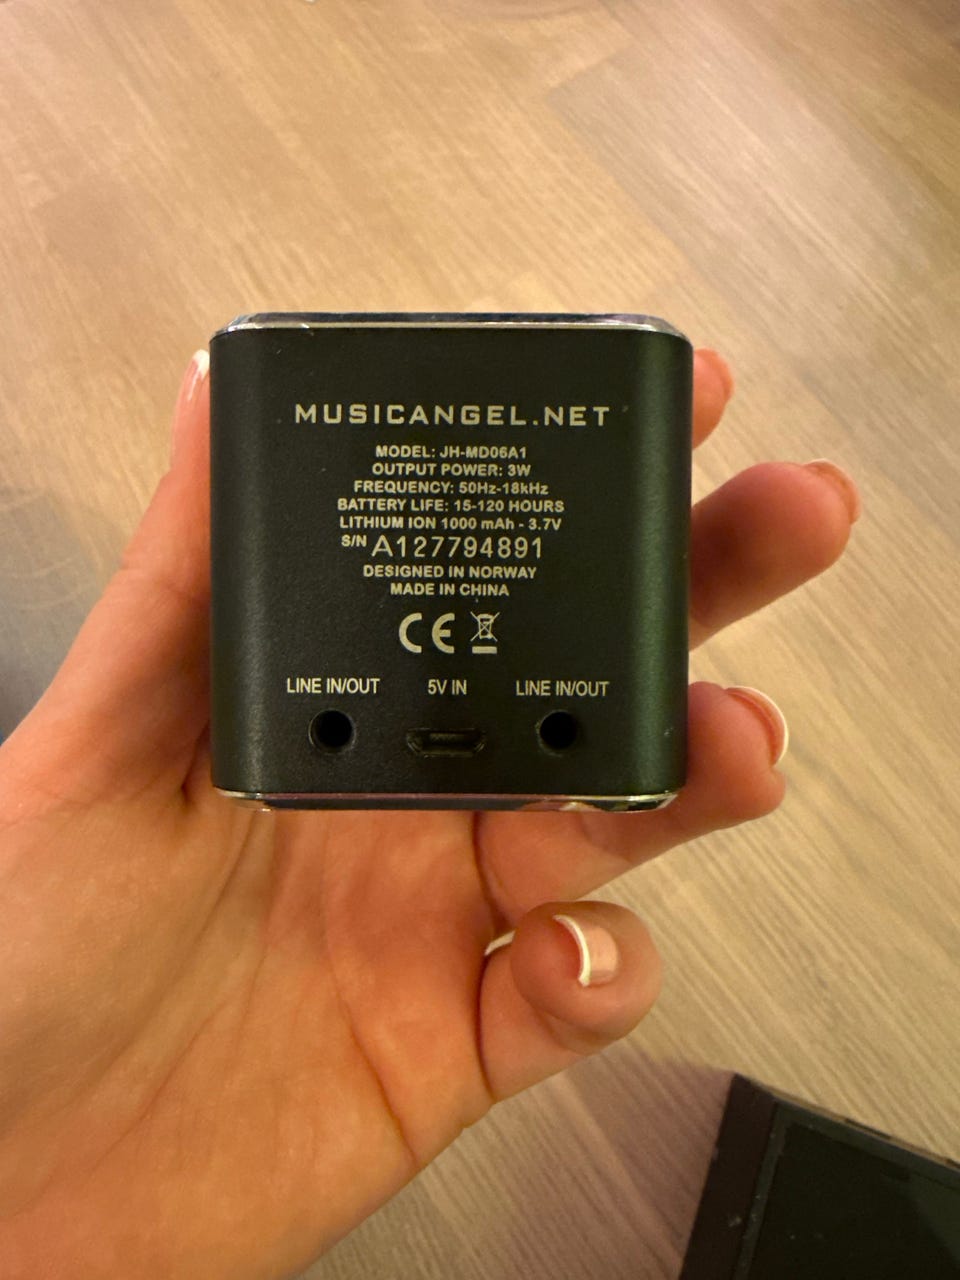 MUSICANGEL.NET
MODEL: JH-MD06A1
OUTPUT POWER: 3W
FREQUENCY: 50Hz-18kHz
BATTERY LIFE: 15-120 HOURS
LITHIUM ION 1000 mAh - 3.7V
S/N A127794891
DESIGNED IN NORWAY
MADE IN CHINA
CE
LINE IN/OUT 5V IN LINE IN/OUT